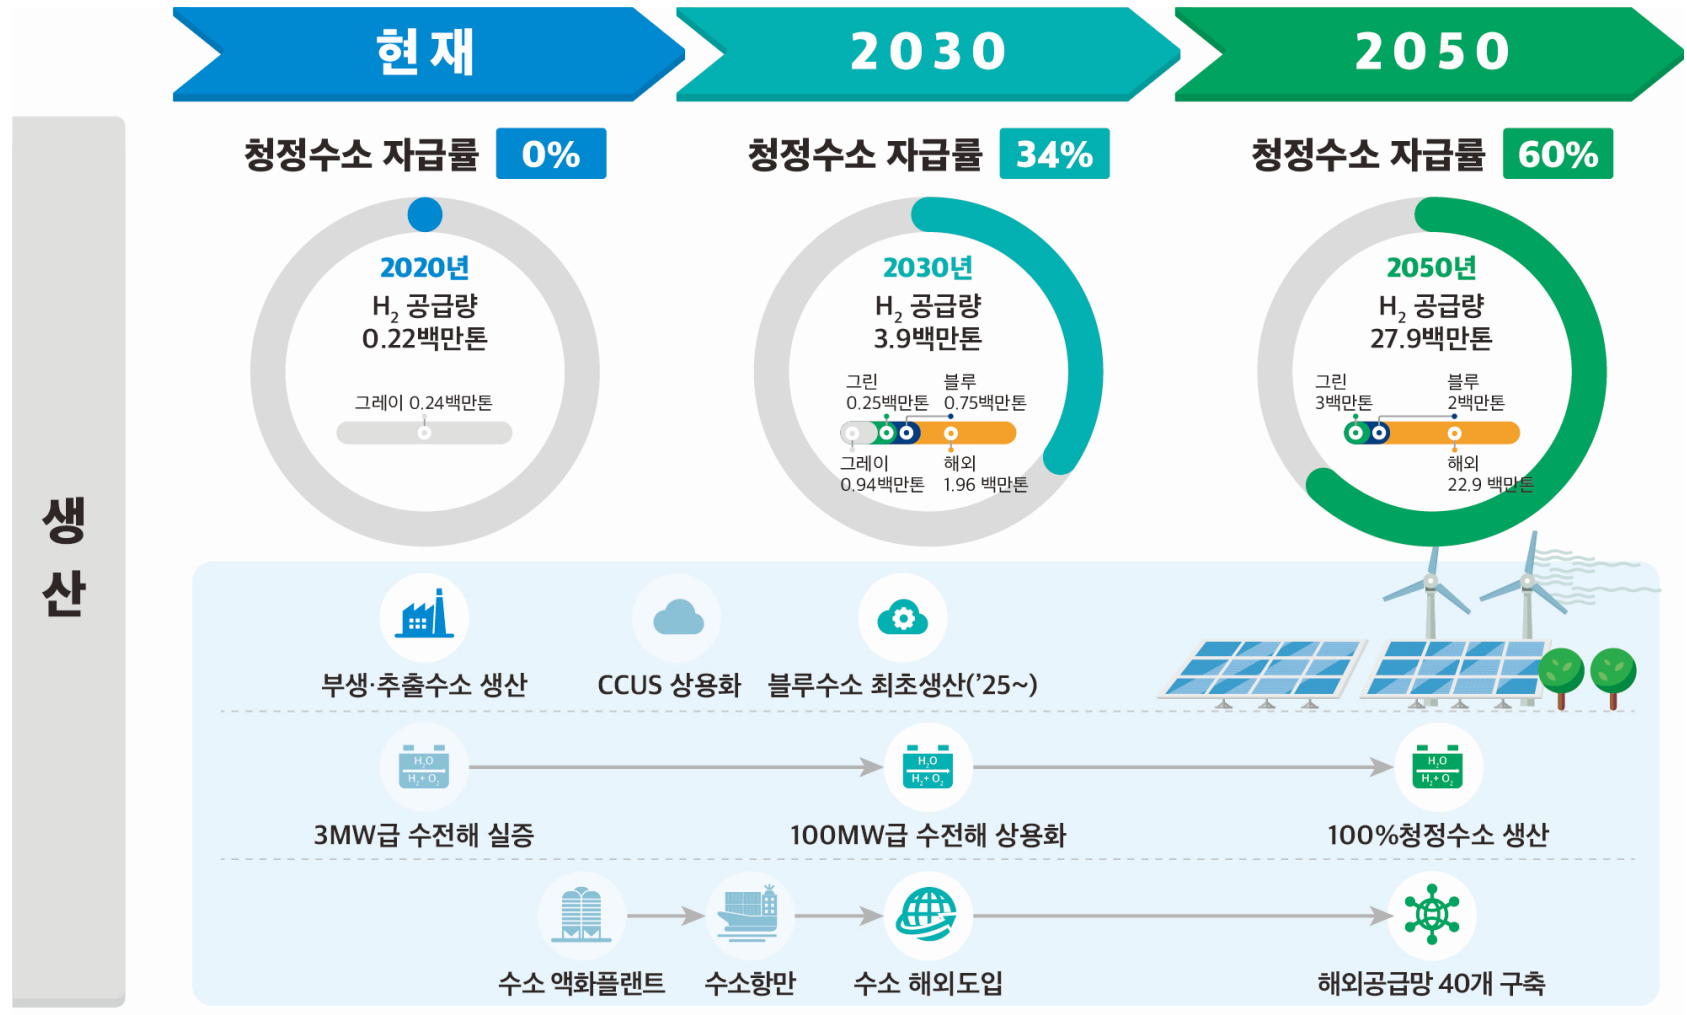 현재
2030
2050
생산
청정수소 자급률 0%
청정수소 자급률 34%
청정수소 자급률 60%
2020년
H2 공급량
0.22백만톤
그레이 0.24백만톤
2030년
H2 공급량
3.9백만톤
그린
0.25백만톤
블루
0.75백만톤
그레이
0.94백만톤
해외
1.96 백만톤
2050년
H2 공급량
27.9백만톤
그린
3백만톤
블루
2백만톤
해외
22.9 백만톤
부생·추출수소 생산
CCUS 상용화
블루수소 최초생산('25~)
H2O
H2+ O2
3MW급 수전해 실증
H2O
H2+ O2
100MW급 수전해 상용화
H2O
H2+ O2
100%청정수소 생산
수소 액화플랜트
수소항만
수소 해외도입
해외공급망 40개 구축